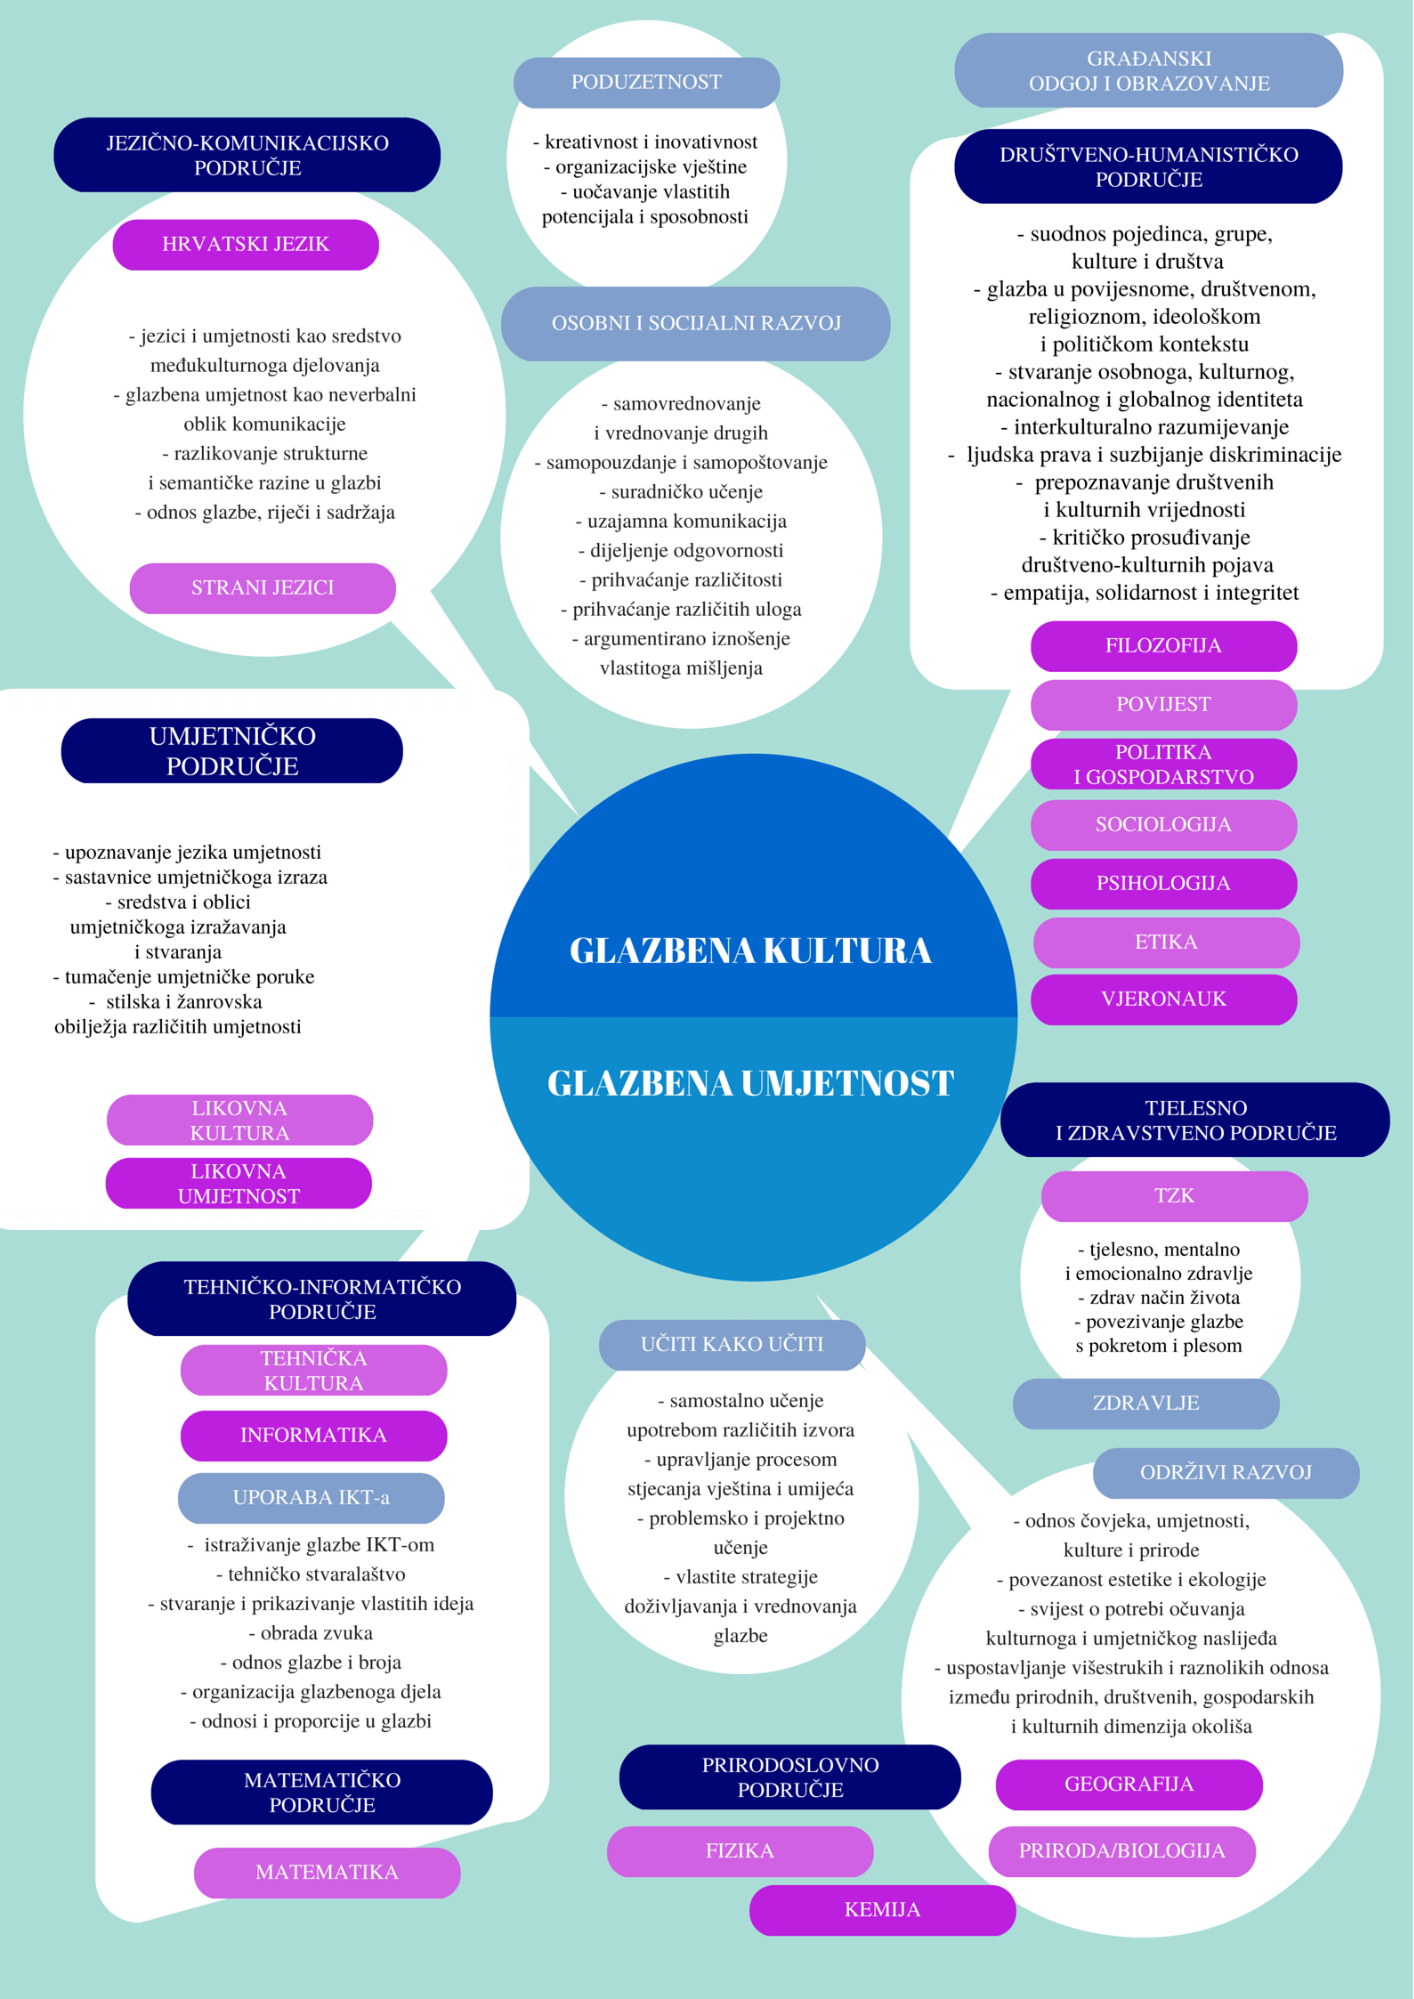 JEZIČNO-KOMUNIKACIJSKO
PODRUČJE
HRVATSKI JEZIK
- jezici i umjetnosti kao sredstvo
međukulturnoga djelovanja
- glazbena umjetnost kao neverbalni
oblik komunikacije
- razlikovanje strukturne
i semantičke razine u glazbi
- odnos glazbe, riječi i sadržaja
STRANI JEZICI
PODUZETNOST
- kreativnost i inovativnost
- organizacijske vještine
- uočavanje vlastitih
potencijala i sposobnosti
OSOBNI I SOCIJALNI RAZVOJ
- samovrednovanje
i vrednovanje drugih
- samopouzdanje i samopoštovanje
- suradničko učenje
- uzajamna komunikacija
- dijeljenje odgovornosti
- prihvaćanje različitosti
- prihvaćanje različitih uloga
- argumentirano iznošenje
vlastitoga mišljenja
GRAĐANSKI
ODGOJ I OBRAZOVANJE
DRUŠTVENO-HUMANISTIČKO
PODRUČJE
- suodnos pojedinca, grupe,
kulture i društva
- glazba u povijesnome, društvenom,
religioznom, ideološkom
i političkom kontekstu
- stvaranje osobnoga, kulturnog,
nacionalnog i globalnog identiteta
- interkulturalno razumijevanje
- ljudska prava i suzbijanje diskriminacije
- prepoznavanje društvenih
i kulturnih vrijednosti
- kritičko prosuđivanje
društveno-kulturnih pojava
- empatija, solidarnost i integritet
FILOZOFIJA
POVIJEST
POLITIKA
I GOSPODARSTVO
SOCIOLOGIJA
PSIHOLOGIJA
ETIKA
VJERONAUK
UMJETNIČKO
PODRUČJE
- upoznavanje jezika umjetnosti
- sastavnice umjetničkoga izraza
- sredstva i oblici
umjetničkoga izražavanja
i stvaranja
- tumačenje umjetničke poruke
- stilska i žanrovska
obilježja različitih umjetnosti
LIKOVNA
KULTURA
LIKOVNA
UMJETNOST
GLAZBENA KULTURA
GLAZBENA UMJETNOST
TJELESNO
I ZDRAVSTVENO PODRUČJE
TZK
- tjelesno, mentalno
i emocionalno zdravlje
- zdrav način života
- povezivanje glazbe
s pokretom i plesom
ZDRAVLJE
TEHNIČKO-INFORMATIČKO
PODRUČJE
TEHNIČKA
KULTURA
INFORMATIKA
UPORABA IKT-a
- istraživanje glazbe IKT-om
- tehničko stvaralaštvo
- stvaranje i prikazivanje vlastitih ideja
- obrada zvuka
- odnos glazbe i broja
- organizacija glazbenoga djela
- odnosi i proporcije u glazbi
MATEMATIČKO
PODRUČJE
MATEMATIKA
UČITI KAKO UČITI
- samostalno učenje
upotrebom različitih izvora
- upravljanje procesom
stjecanja vještina i umijeća
- problemsko i projektno
učenje
- vlastite strategije
doživljavanja i vrednovanja
glazbe
ODRŽIVI RAZVOJ
- odnos čovjeka, umjetnosti,
kulture i prirode
- povezanost estetike i ekologije
- svijest o potrebi očuvanja
kulturnoga i umjetničkog naslijeđa
- uspostavljanje višestrukih i raznolikih odnosa
između prirodnih, društvenih, gospodarskih
i kulturnih dimenzija okoliša
PRIRODOSLOVNO
PODRUČJE
GEOGRAFIJA
FIZIKA
PRIRODA/BIOLOGIJA
KEMIJA